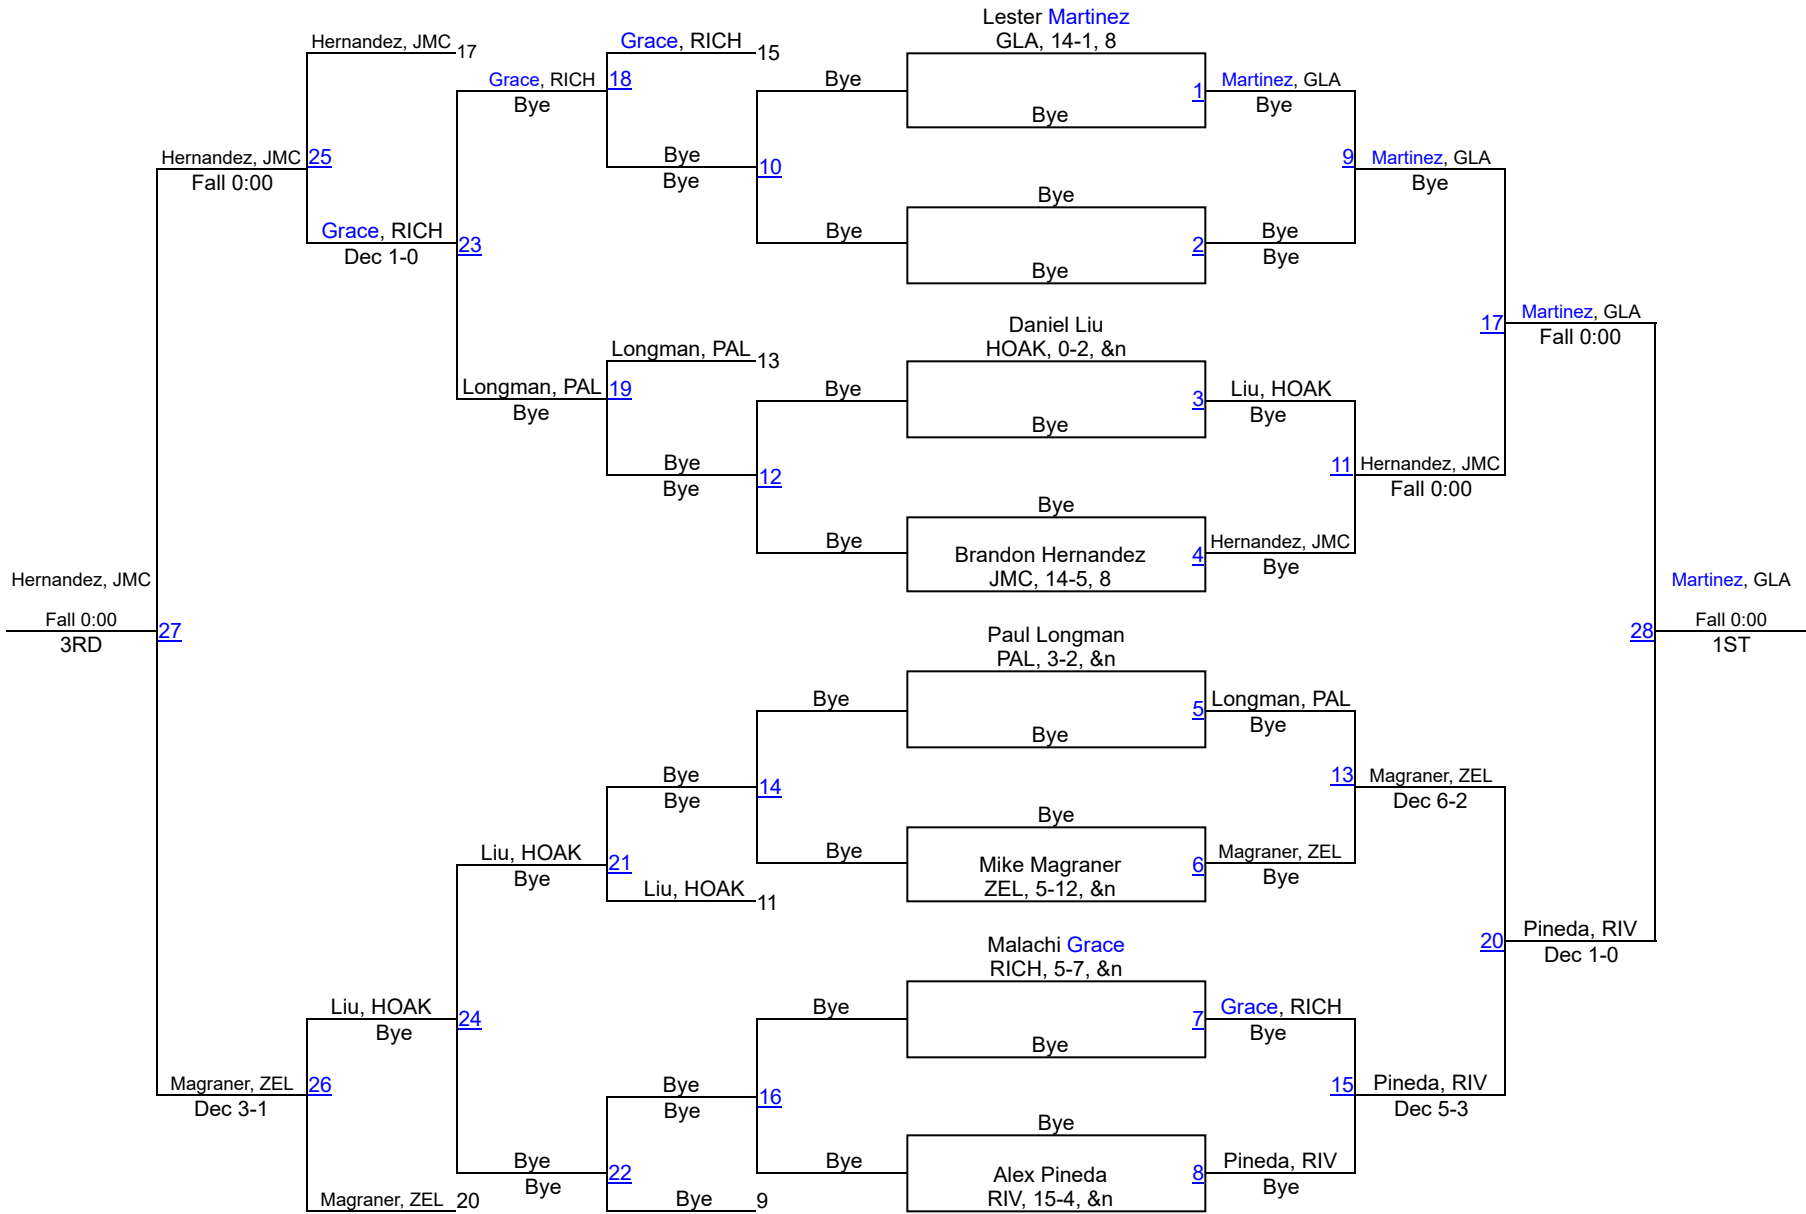 Lester Martinez
GLA, 14-1, 8
Hernandez, JMC 17
Grace, RICH 15
Grace, RICH 18
Bye
Bye
Bye
1 Martinez, GLA
Bye
Hernandez, JMC 25
Fall 0:00
Bye
Bye
10
9 Martinez, GLA
Bye
Bye
Grace, RICH
Dec 1-0
23
Bye
Bye
2 Bye
Bye
Daniel Liu
HOAK, 0-2, &n
17 Martinez, GLA
Fall 0:00
Longman, PAL 13
Longman, PAL 19
Bye
Bye
Bye
3 Liu, HOAK
Bye
Bye
Bye
12
11 Hernandez, JMC
Fall 0:00
Bye
Bye
Brandon Hernandez
JMC, 14-5, 8
4 Hernandez, JMC
Bye
Hernandez, JMC
Fall 0:00
3RD
27
Martinez, GLA
28 Fall 0:00
1ST
Paul Longman
PAL, 3-2, &n
Bye
Bye
5 Longman, PAL
Bye
Bye
Bye
14
13 Magraner, ZEL
Dec 6-2
Bye
Bye
Mike Magraner
ZEL, 5-12, &n
6 Magraner, ZEL
Bye
Liu, HOAK 21
Bye
Liu, HOAK 11
Malachi Grace
RICH, 5-7, &n
20 Pineda, RIV
Dec 1-0
Liu, HOAK 24
Bye
Bye
Bye
7 Grace, RICH
Bye
Magraner, ZEL 26
Dec 3-1
Bye
Bye
16
15 Pineda, RIV
Dec 5-3
Bye
Bye
Bye
22
Bye
Alex Pineda
RIV, 15-4, &n
8 Pineda, RIV
Bye
Magraner, ZEL 20
Bye 9